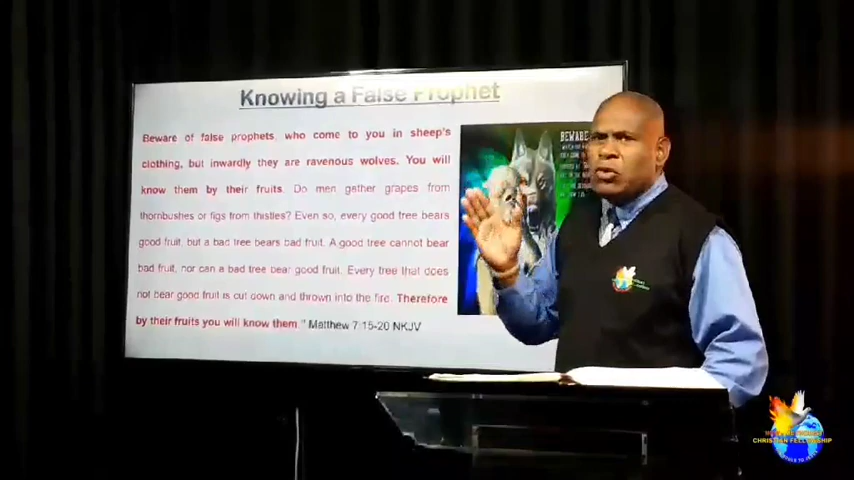 Knowing a False Prophet
Beware of false prophets, who come to you in sheep's
clothing, but inwardly they are ravenous wolves. You will
know them by their fruits. Do men gather grapes from
thornbushes or figs from thistles? Even so, every good tree bears
good fruit, but a bad tree bears bad fruit. A good tree cannot bear
bad fruit, nor can a bad tree bear good fruit. Every tree that does
not bear good fruit is cut down and thrown into the fire. Therefore
by their fruits you will know them." Matthew 7:15-20 NKJV
BEWARE
CHRISTIAN FELLOWSHIP